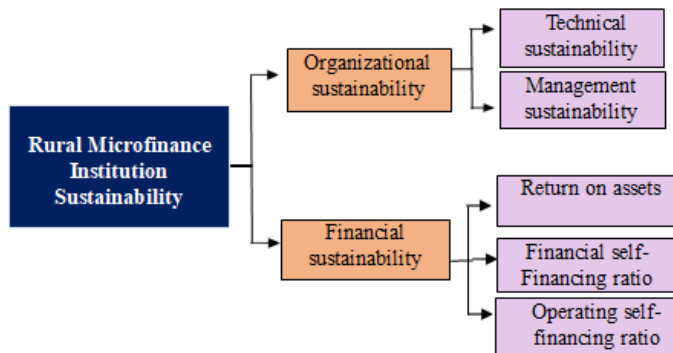 Rural Microfinance
Institution
Sustainability
Organizational
sustainability
Technical
sustainability
Management
sustainability
Financial
sustainability
Return on assets
Financial self-
Financing ratio
Operating self-
financing ratio